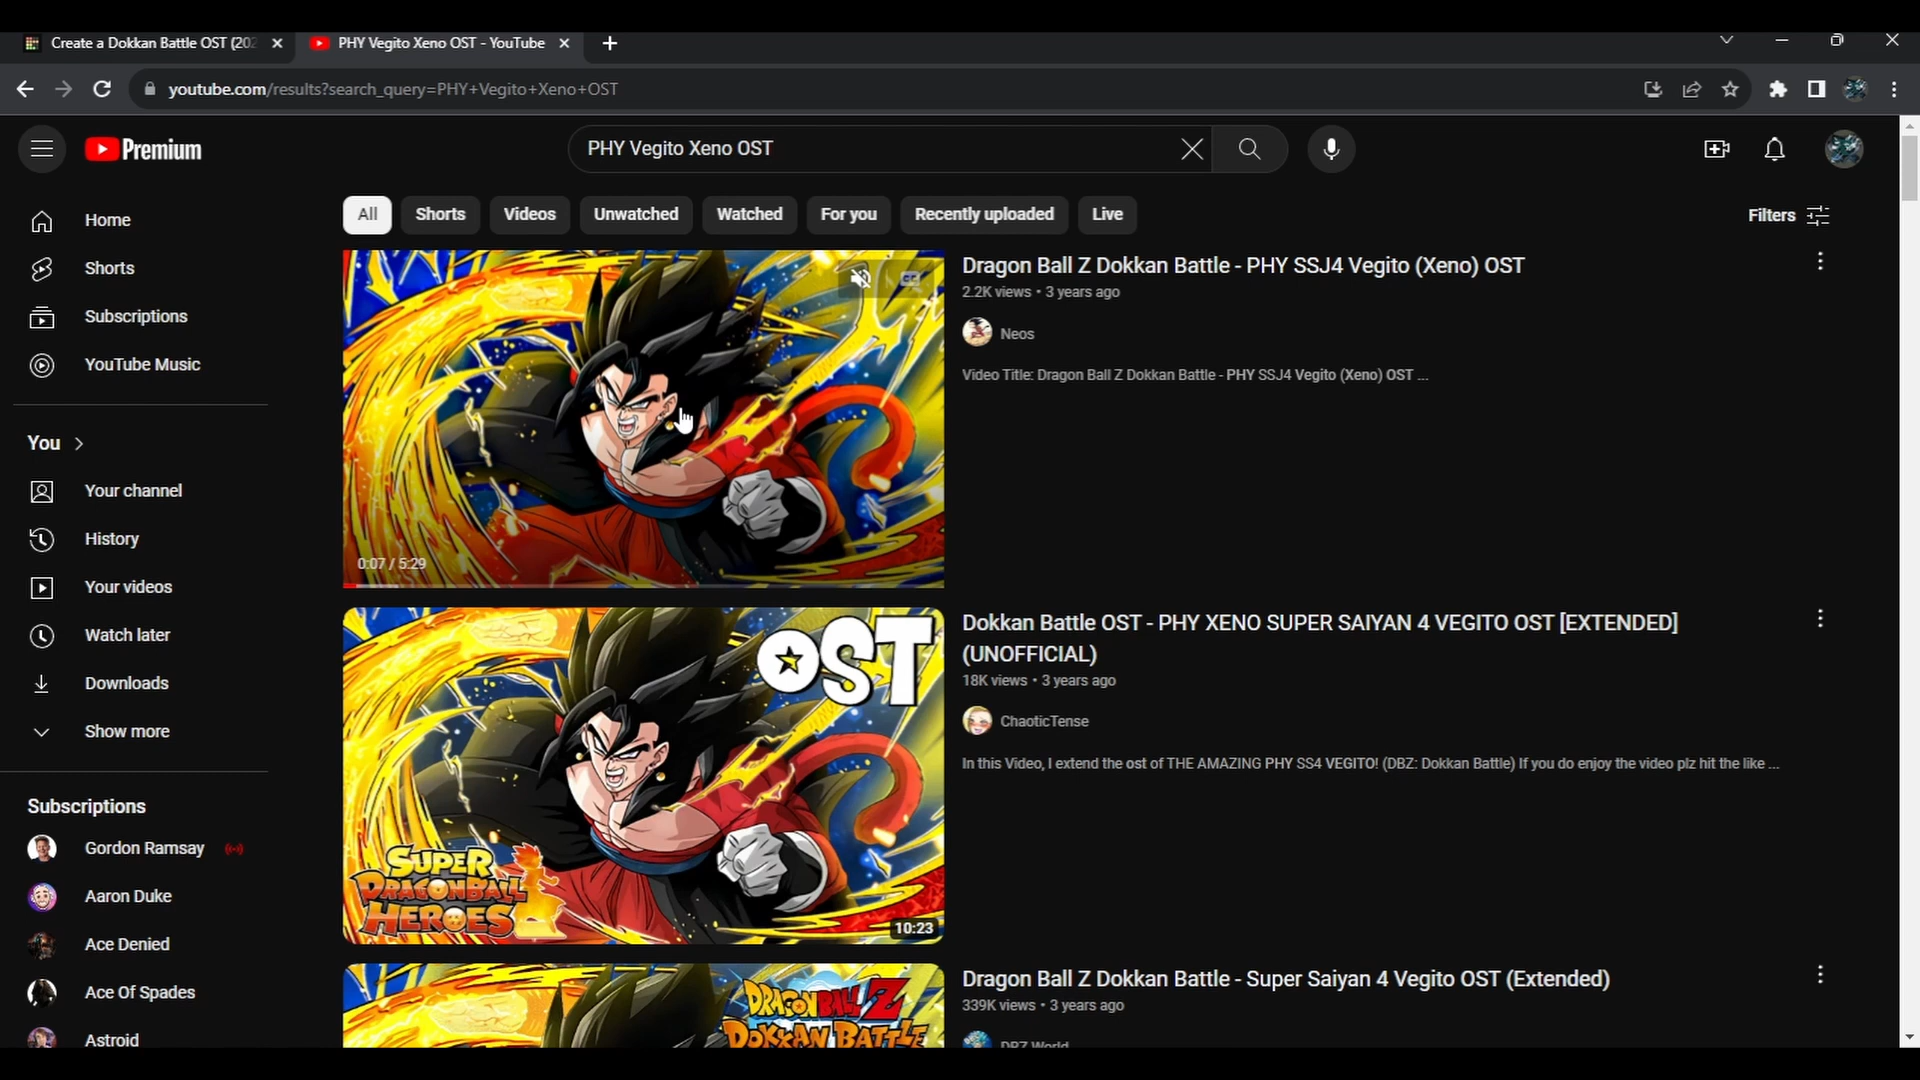 Create a Dokkan Battle OST (202
PHY Vegito Xeno OST - YouTube
youtube.com/results?search_query=PHY+Vegito+Xeno+OST
Premium
PHY Vegito Xeno OST
All
Shorts
Videos
Unwatched
Watched
For you
Recently uploaded
Live
Filters
Home
Shorts
Subscriptions
YouTube Music
You
Your channel
History
Your videos
Watch later
Downloads
Show more
Subscriptions
Gordon Ramsay
Aaron Duke
Ace Denied
Ace Of Spades
Astroid
CC
0:07 / 5:29
Dragon Ball Z Dokkan Battle - PHY SSJ4 Vegito (Xeno) OST
2.2K views • 3 years ago
Neos
Video Title: Dragon Ball Z Dokkan Battle - PHY SSJ4 Vegito (Xeno) OST ...
OST
SUPER
DRAGONBALL
HEROES
10:23
Dokkan Battle OST - PHY XENO SUPER SAIYAN 4 VEGITO OST [EXTENDED]
(UNOFFICIAL)
18K views • 3 years ago
ChaoticTense
In this Video, I extend the ost of THE AMAZING PHY SS4 VEGITO! (DBZ: Dokkan Battle) If you do enjoy the video plz hit the like ...
DRAGONBALL Z
DOKKAN BATTLE
Dragon Ball Z Dokkan Battle - Super Saiyan 4 Vegito OST (Extended)
339K views • 3 years ago
DBZ World